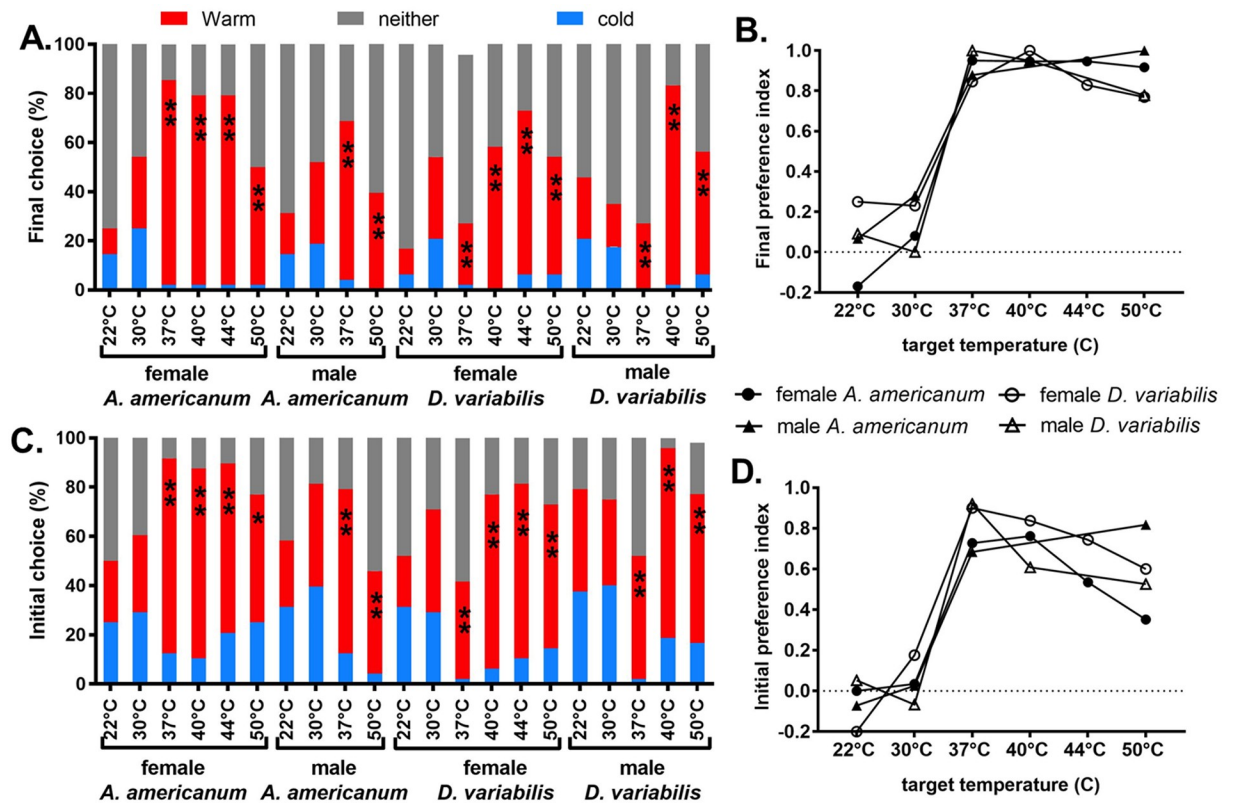 Warm neither cold
A.
Final choice (%)
100
80
60
40
20
0
22°C 30°C 37°C 40°C 44°C 50°C 22°C 30°C 37°C 50°C 22°C 30°C 37°C 40°C 44°C 50°C 22°C 30°C 37°C 40°C 50°C
** ** ** ** ** ** ** ** ** ** ** ** **
female male female male
A. americanum A. americanum D. variabilis D. variabilis
B.
Final preference index
1.0
0.8
0.6
0.4
0.2
0.0
-0.2
22°C 30°C 37°C 40°C 44°C 50°C
target temperature (C)
female A. americanum female D. variabilis
male A. americanum male D. variabilis
C.
Initial choice (%)
100
80
60
40
20
0
** ** ** * ** ** ** ** ** ** ** ** **
22°C 30°C 37°C 40°C 44°C 50°C 22°C 30°C 37°C 50°C 22°C 30°C 37°C 40°C 44°C 50°C 22°C 30°C 37°C 40°C 50°C
female male female male
A. americanum A. americanum D. variabilis D. variabilis
D.
Initial preference index
1.0
0.8
0.6
0.4
0.2
0.0
-0.2
22°C 30°C 37°C 40°C 44°C 50°C
target temperature (C)